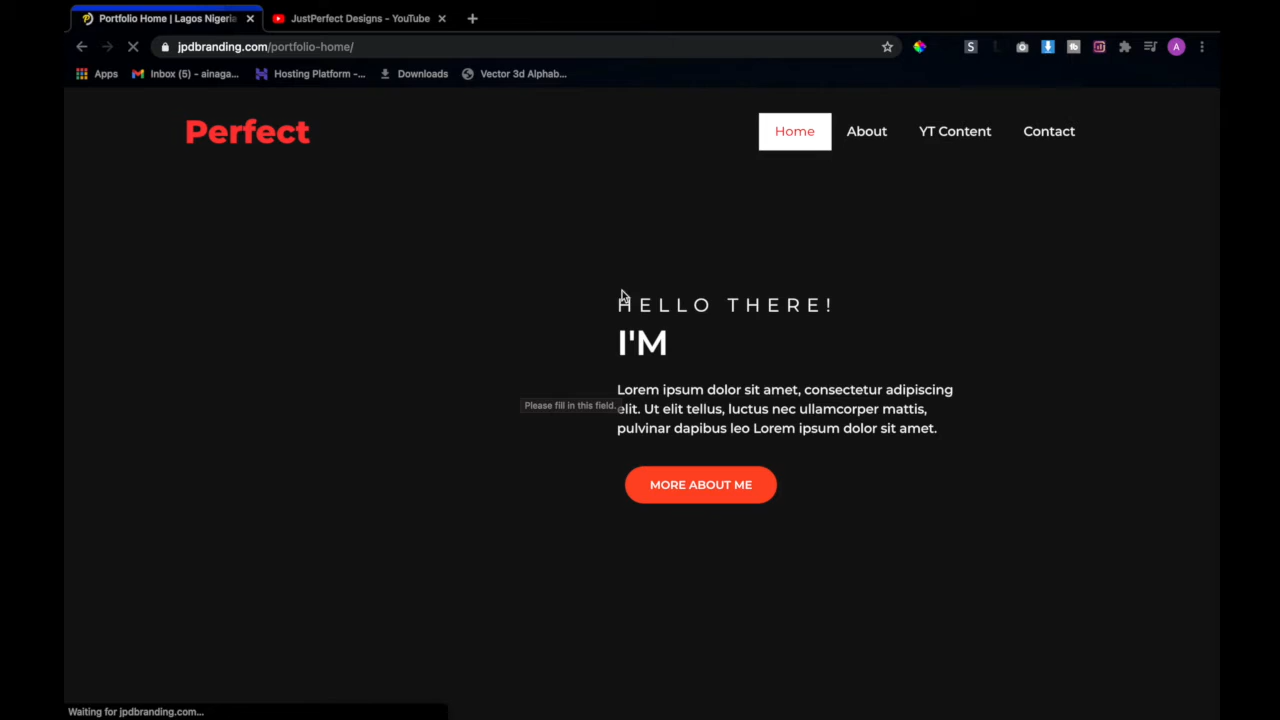 Portfolio Home | Lagos Nigeria
JustPerfect Designs - YouTube
jpdbranding.com/portfolio-home/
S
A
Apps
Inbox (5) - ainaga...
Hosting Platform -...
Downloads
Vector 3d Alphab...
Perfect
Home
About
YT Content
Contact
HELLO THERE!
I'M
Lorem ipsum dolor sit amet, consectetur adipiscing
elit. Ut elit tellus, luctus nec ullamcorper mattis,
pulvinar dapibus leo Lorem ipsum dolor sit amet.
Please fill in this field.
MORE ABOUT ME
Waiting for jpdbranding.com...